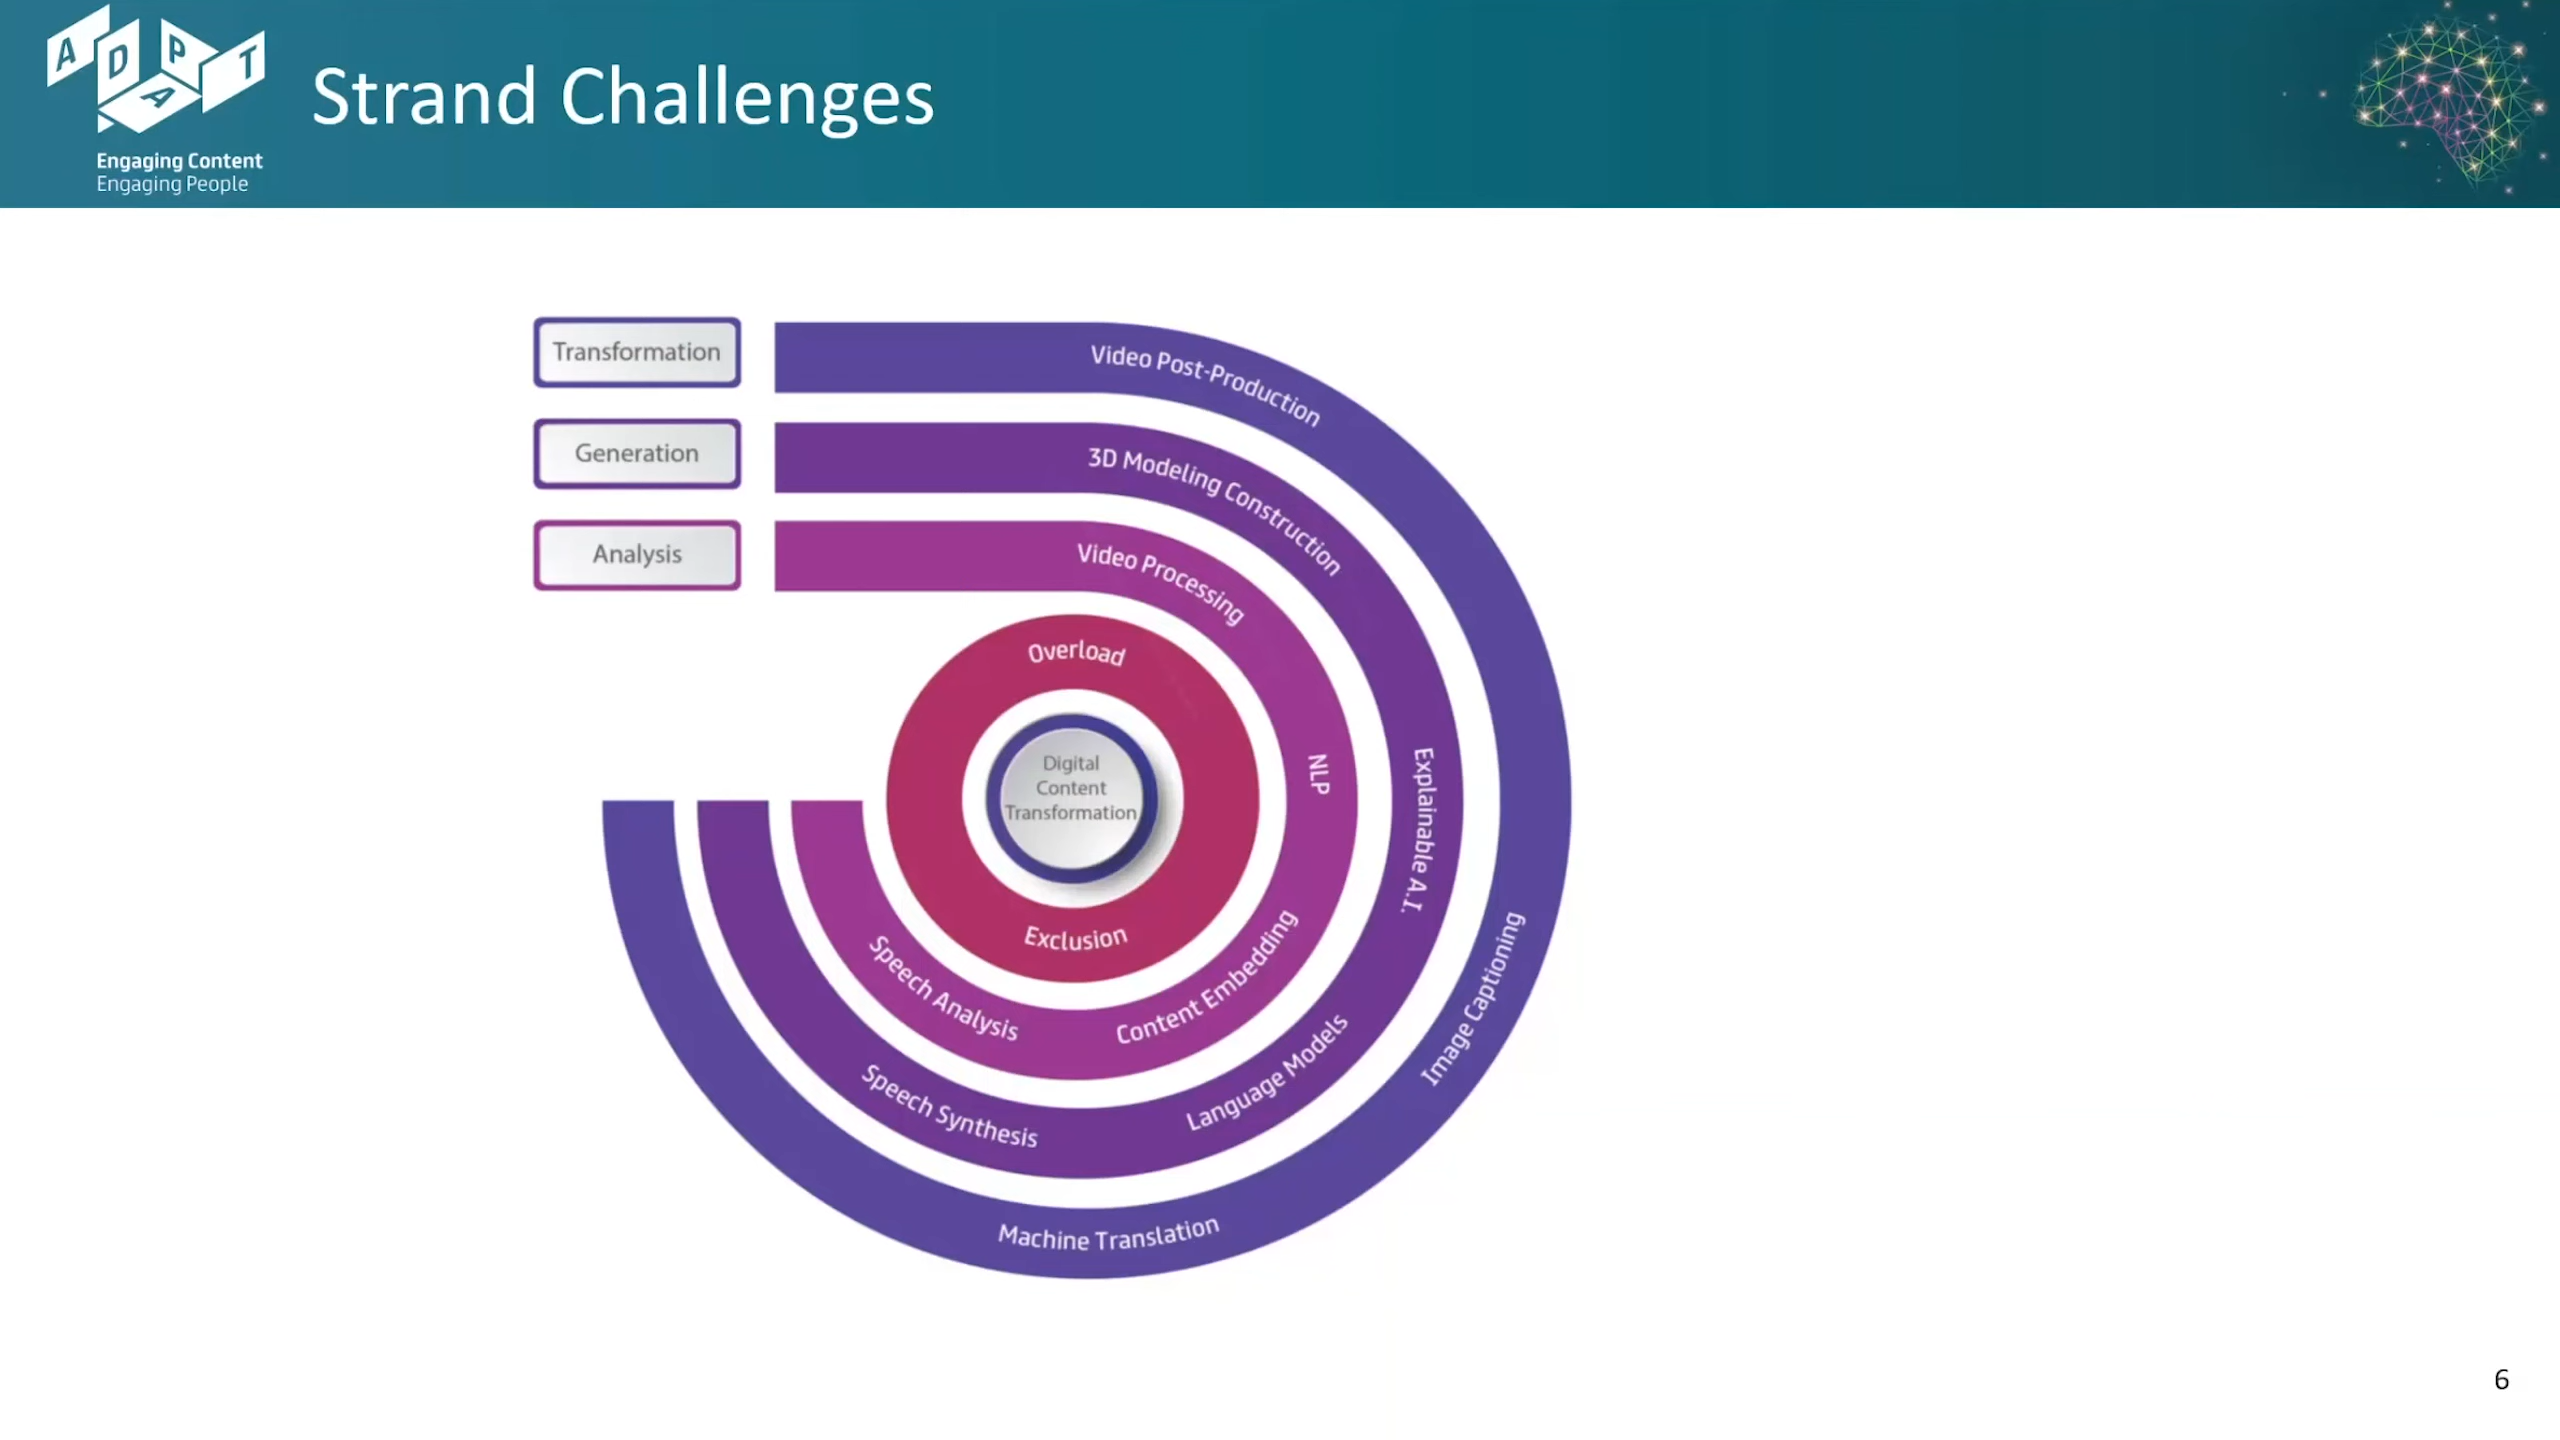 ADAPT
Engaging Content
Engaging People
Strand Challenges
Transformation
Generation
Analysis
Video Post-Production
Image Captioning
Machine Translation
3D Modeling Construction
Explainable A.I.
Language Models
Speech Synthesis
Video Processing
NLP
Content Embedding
Speech Analysis
Overload
Exclusion
Digital
Content
Transformation
6